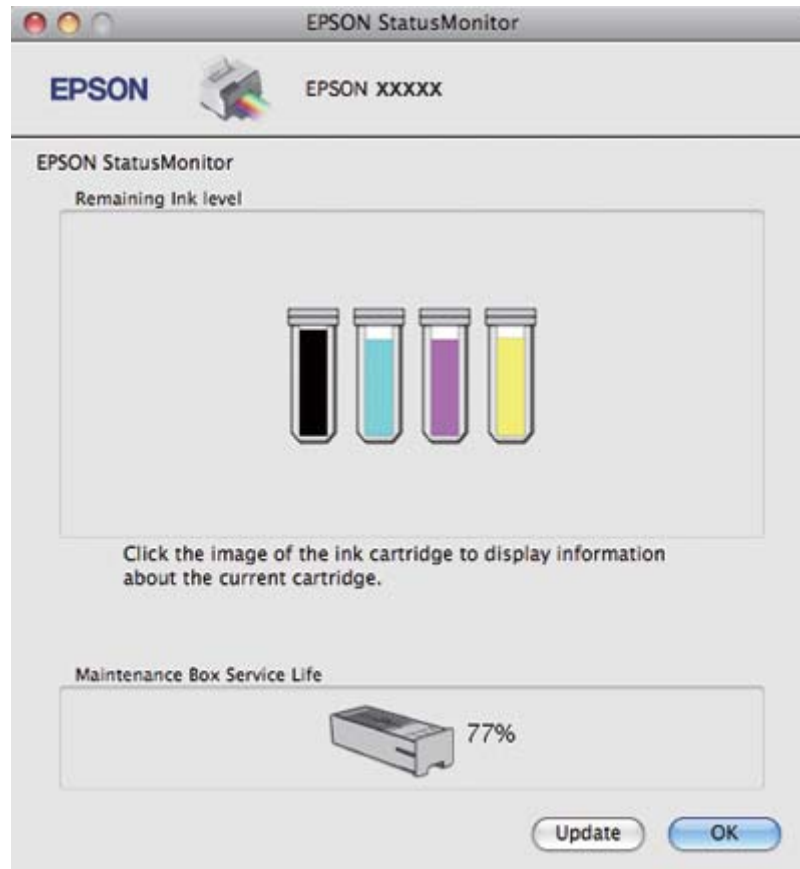 EPSON StatusMonitor
EPSON
EPSON XXXXX
EPSON StatusMonitor
Remaining Ink level
Click the image of the ink cartridge to display information
about the current cartridge.
Maintenance Box Service Life
77%
Update
OK